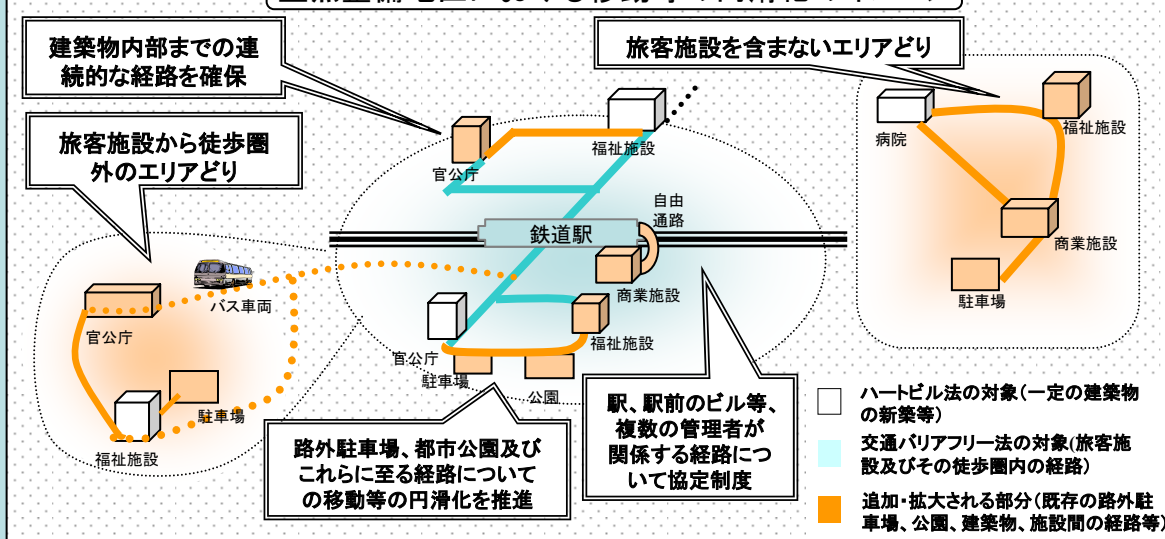 建築物内部までの連
続的な経路を確保
旅客施設を含まないエリアどり
旅客施設から徒歩圏
外のエリアどり
官公庁
福祉施設
自由
通路
鉄道駅
商業施設
病院
福祉施設
商業施設
駐車場
バス車両
官公庁
駐車場
福祉施設
官公庁
駐車場
公園
福祉施設
路外駐車場、都市公園及び
これらに至る経路について
の移動等の円滑化を推進
駅、駅前のビル等、
複数の管理者が
関係する経路につ
いて協定制度
ハートビル法の対象(一定の建築物
の新築等)
交通バリアフリー法の対象(旅客施
設及びその徒歩圏内の経路)
追加・拡大される部分(既存の路外駐
車場、公園、建築物、施設間の経路等)